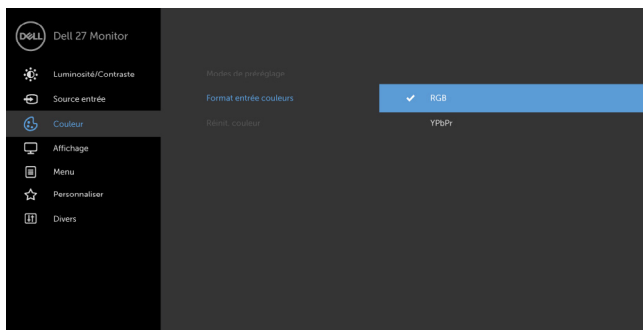 DELL
Dell 27 Monitor
Luminosité/Contraste
Source entrée
Couleur
Affichage
Menu
Personnaliser
Divers
Modes de préréglage
Format entrée couleurs
Réinit. couleur
RGB
YPbPr